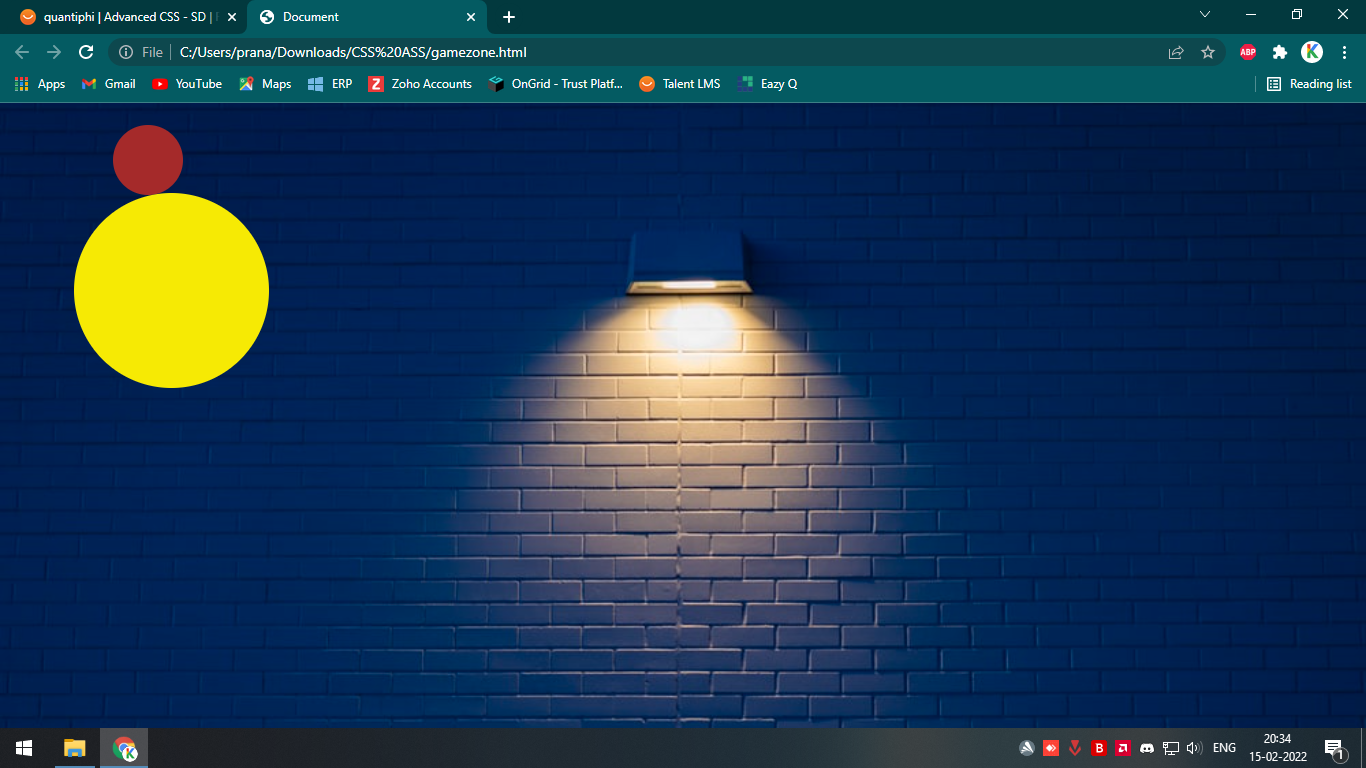 quantiphi | Advanced CSS - SD |
Document
File
C:/Users/prana/Downloads/CSS%20ASS/gamezone.html
ABP
K
Apps
Gmail
YouTube
Maps
ERP
Z
Zoho Accounts
OnGrid - Trust Platf...
Talent LMS
Eazy Q
Reading list
K
B
ENG
20:34
15-02-2022
1